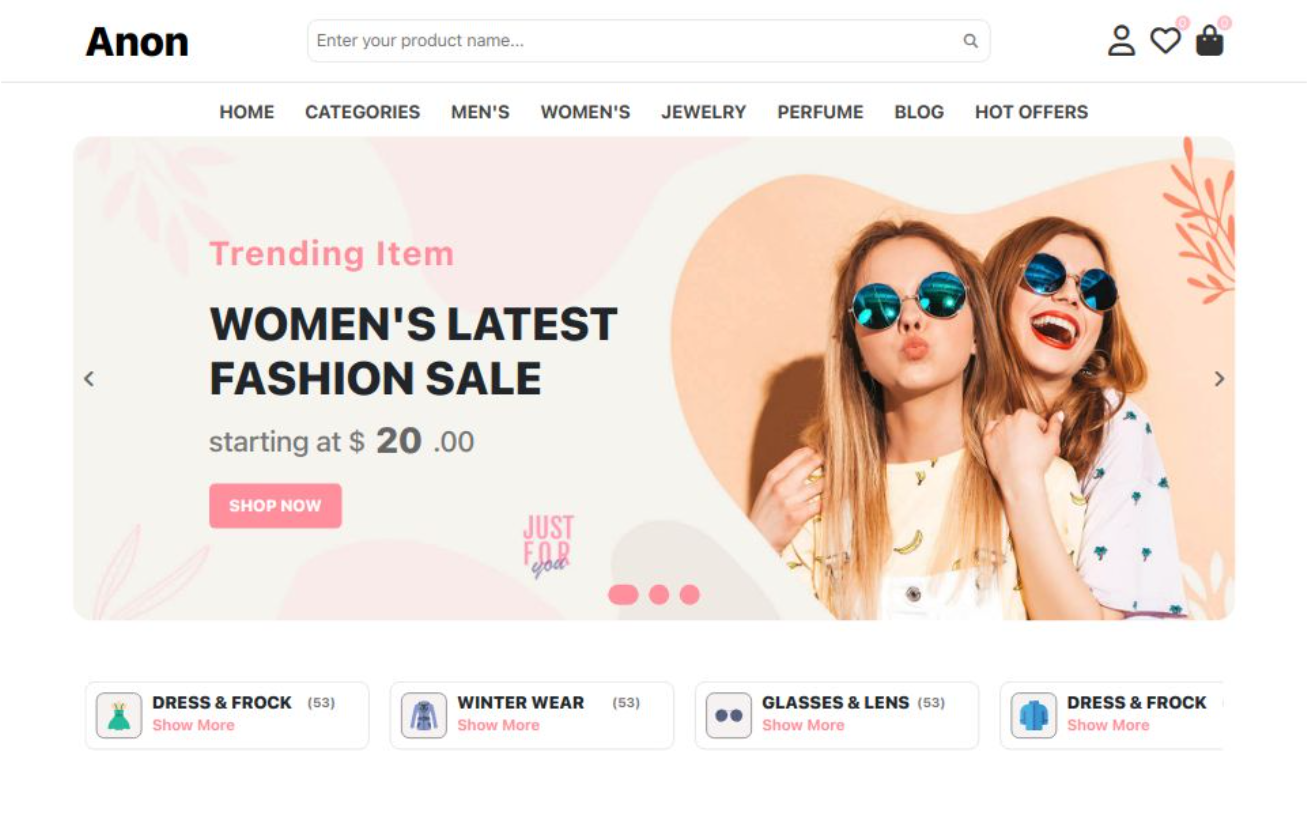 Anon
Enter your product name...
0
0
HOME CATEGORIES MEN'S WOMEN'S JEWELRY PERFUME BLOG HOT OFFERS
Trending Item
WOMEN'S LATEST
FASHION SALE
starting at $ 20 .00
SHOP NOW
JUST
FOR
you
DRESS & FROCK (53)
Show More
WINTER WEAR (53)
Show More
GLASSES & LENS (53)
Show More
DRESS & FROCK
Show More